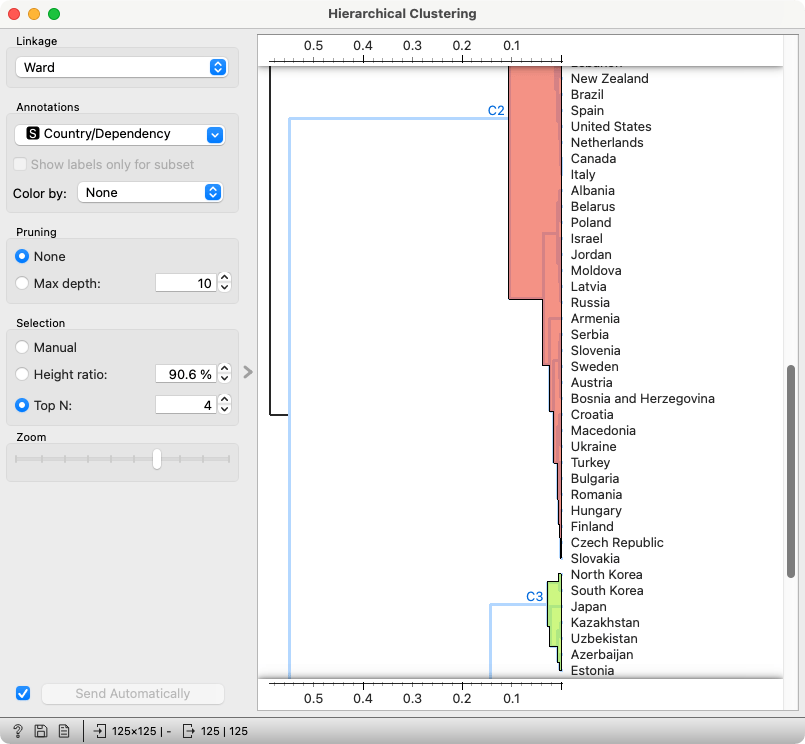 Hierarchical Clustering
Linkage
Ward
Annotations
S Country/Dependency
Show labels only for subset
Color by: None
Pruning
None
Max depth: 10
Selection
Manual
Height ratio: 90.6 %
Top N: 4
Zoom
Send Automatically
0.5 0.4 0.3 0.2 0.1
New Zealand
Brazil
C2
Spain
United States
Netherlands
Canada
Italy
Albania
Belarus
Poland
Israel
Jordan
Moldova
Latvia
Russia
Armenia
Serbia
Slovenia
Sweden
Austria
Bosnia and Herzegovina
Croatia
Macedonia
Ukraine
Turkey
Bulgaria
Romania
Hungary
Finland
Czech Republic
Slovakia
North Korea
South Korea
C3
Japan
Kazakhstan
Uzbekistan
Azerbaijan
Estonia
0.5 0.4 0.3 0.2 0.1
? 125×125 | - 125 | 125